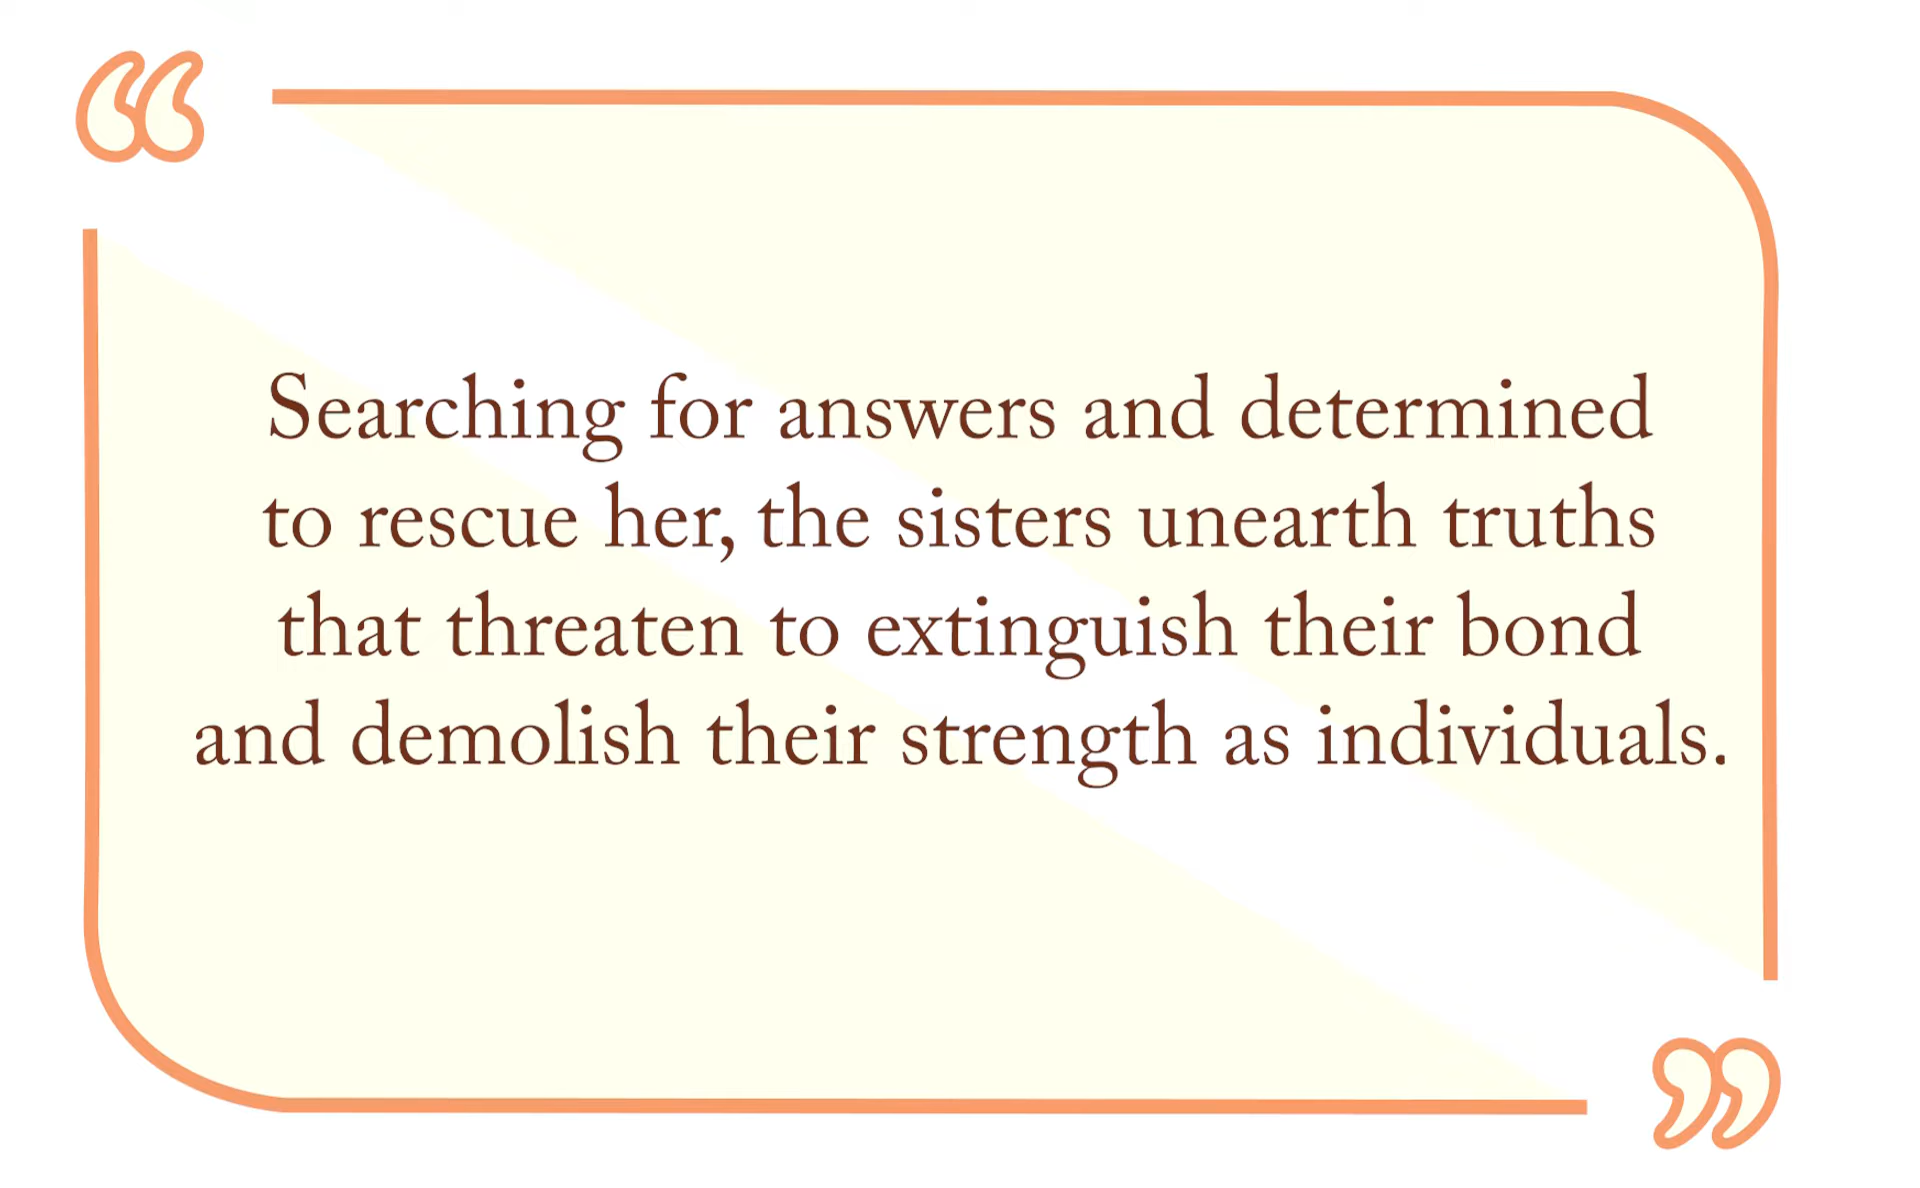 “
Searching for answers and determined
to rescue her, the sisters unearth truths
that threaten to extinguish their bond
and demolish their strength as individuals.
”